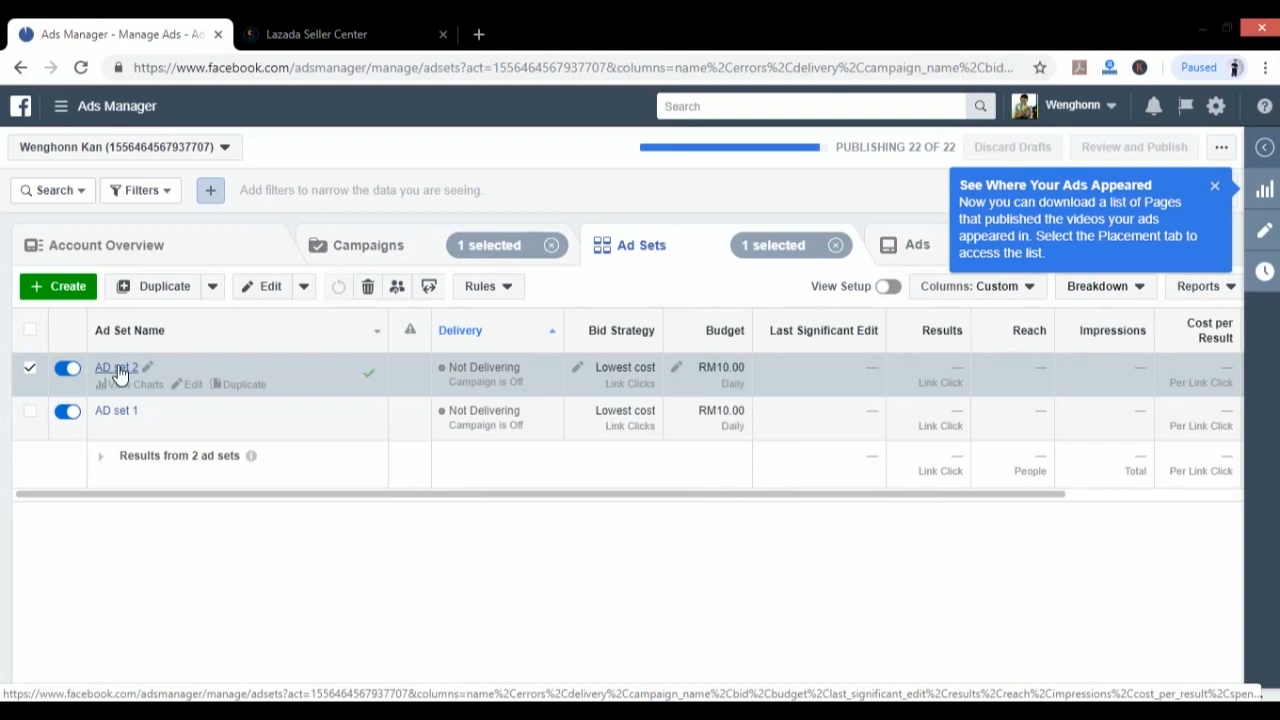 Ads Manager - Manage Ads - Ad
Lazada Seller Center
https://www.facebook.com/adsmanager/manage/adsets?act=1556464567937707&columns=name%2Cerrors%2Cdelivery%2Ccampaign_name%2Cbid...
Paused
Ads Manager
Search
Wenghonn
Wenghonn Kan (1556464567937707)
PUBLISHING 22 OF 22
Discard Drafts
Review and Publish
Search
Filters
Add filters to narrow the data you are seeing.
See Where Your Ads Appeared
Now you can download a list of Pages
that published the videos your ads
appeared in. Select the Placement tab to
access the list.
Account Overview
Campaigns
1 selected
Ad Sets
1 selected
Ads
+ Create
Duplicate
Edit
Rules
View Setup
Columns: Custom
Breakdown
Reports
Ad Set Name
Delivery
Bid Strategy
Budget
Last Significant Edit
Results
Reach
Impressions
Cost per
Result
AD set 2
Not Delivering
Lowest cost
RM10.00
— — — — —
Charts Edit Duplicate
Campaign is Off
Link Clicks
Daily
Link Click
Per Link Click
AD set 1
Not Delivering
Lowest cost
RM10.00
— — — — —
Campaign is Off
Link Clicks
Daily
Link Click
Per Link Click
Results from 2 ad sets
— — — — —
Link Click
People
Total
Per Link Click
https://www.facebook.com/adsmanager/manage/adsets?act=1556464567937707&columns=name%2Cerrors%2Cdelivery%2Ccampaign_name%2Cbid%2Cbudget%2Clast_significant_edit%2Cresults%2Creach%2Cimpressions%2Ccost_per_result%2Cspen...